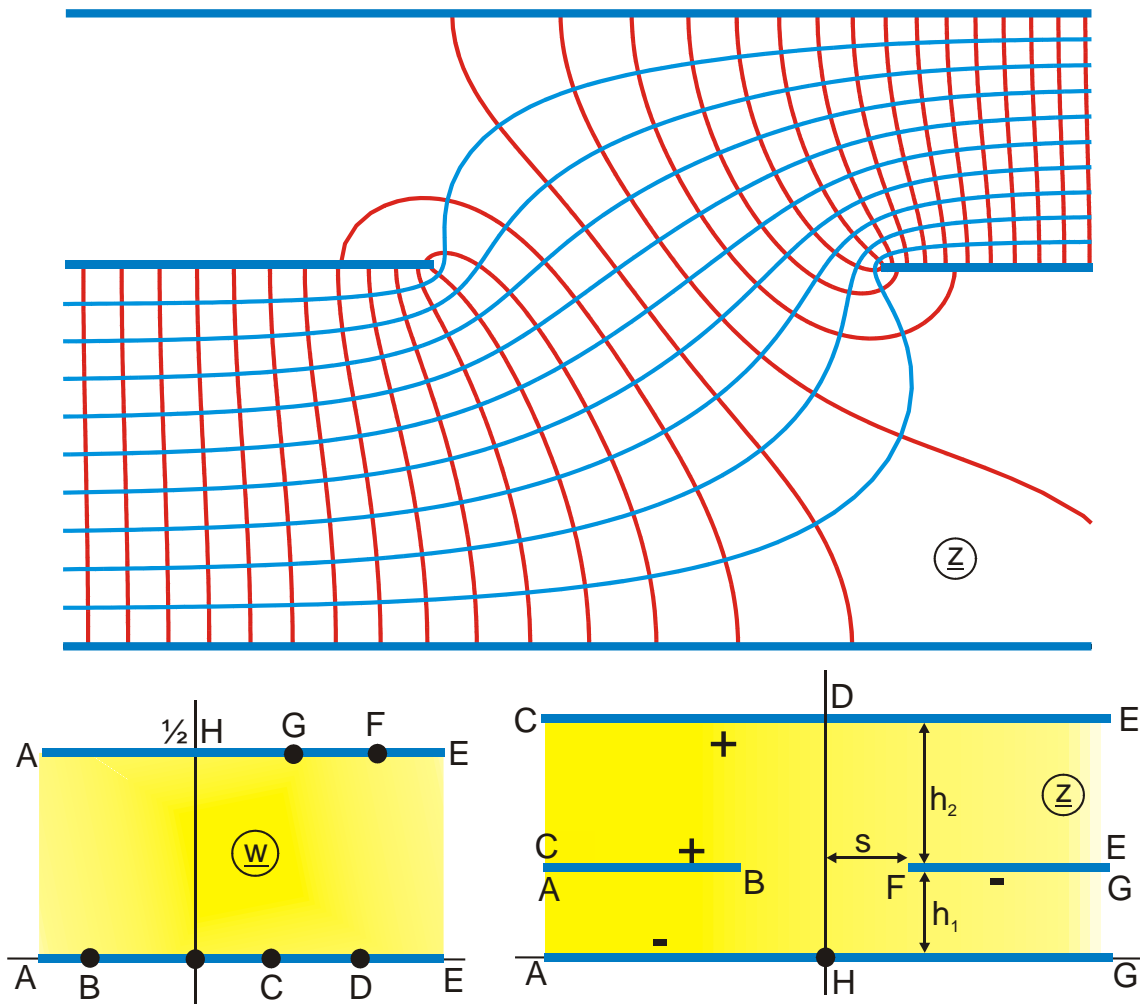 z
½ H G F
A E
w
A B C D E
D
C E
+
z
h₂
s
C + E
A B F - G
h₁
-
A H G